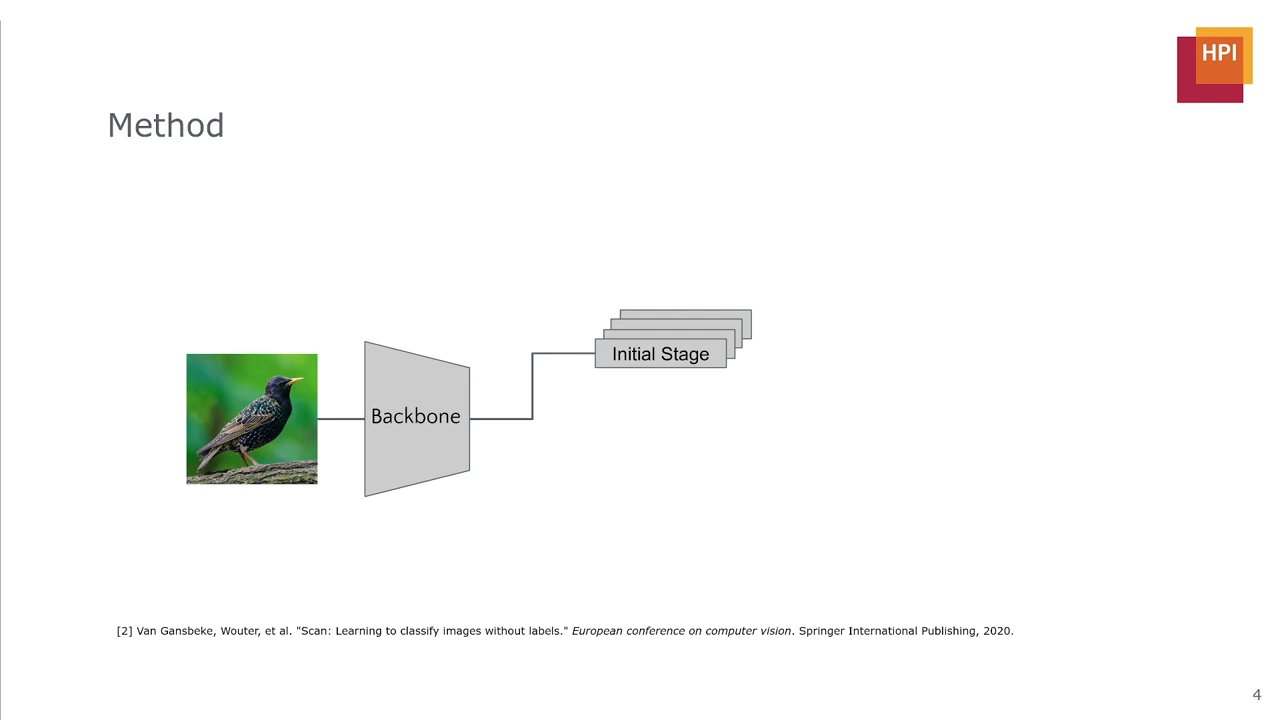 HPI
Method
Initial Stage
Backbone
[2] Van Gansbeke, Wouter, et al. "Scan: Learning to classify images without labels." European conference on computer vision. Springer International Publishing, 2020.
4